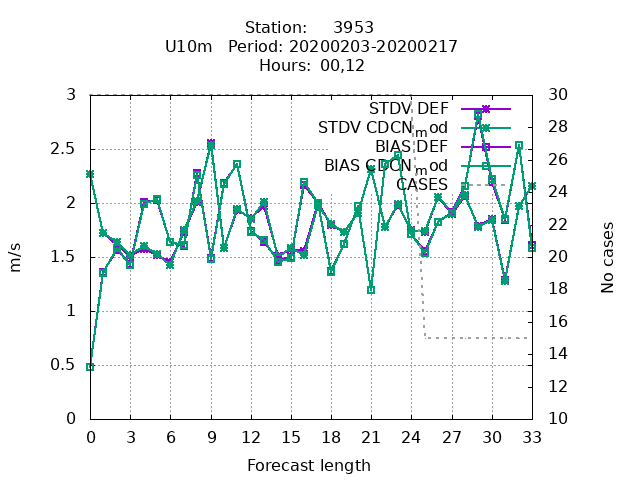 Station: 3953
U10m Period: 20200203-20200217
Hours: 00,12
3
2.5
2
1.5
1
0.5
0
30
28
26
24
22
20
18
16
14
12
10
STDV DEF
STDV CDCNmod
BIAS DEF
BIAS CDCNmod
CASES
m/s
No cases
0 3 6 9 12 15 18 21 24 27 30 33
Forecast length